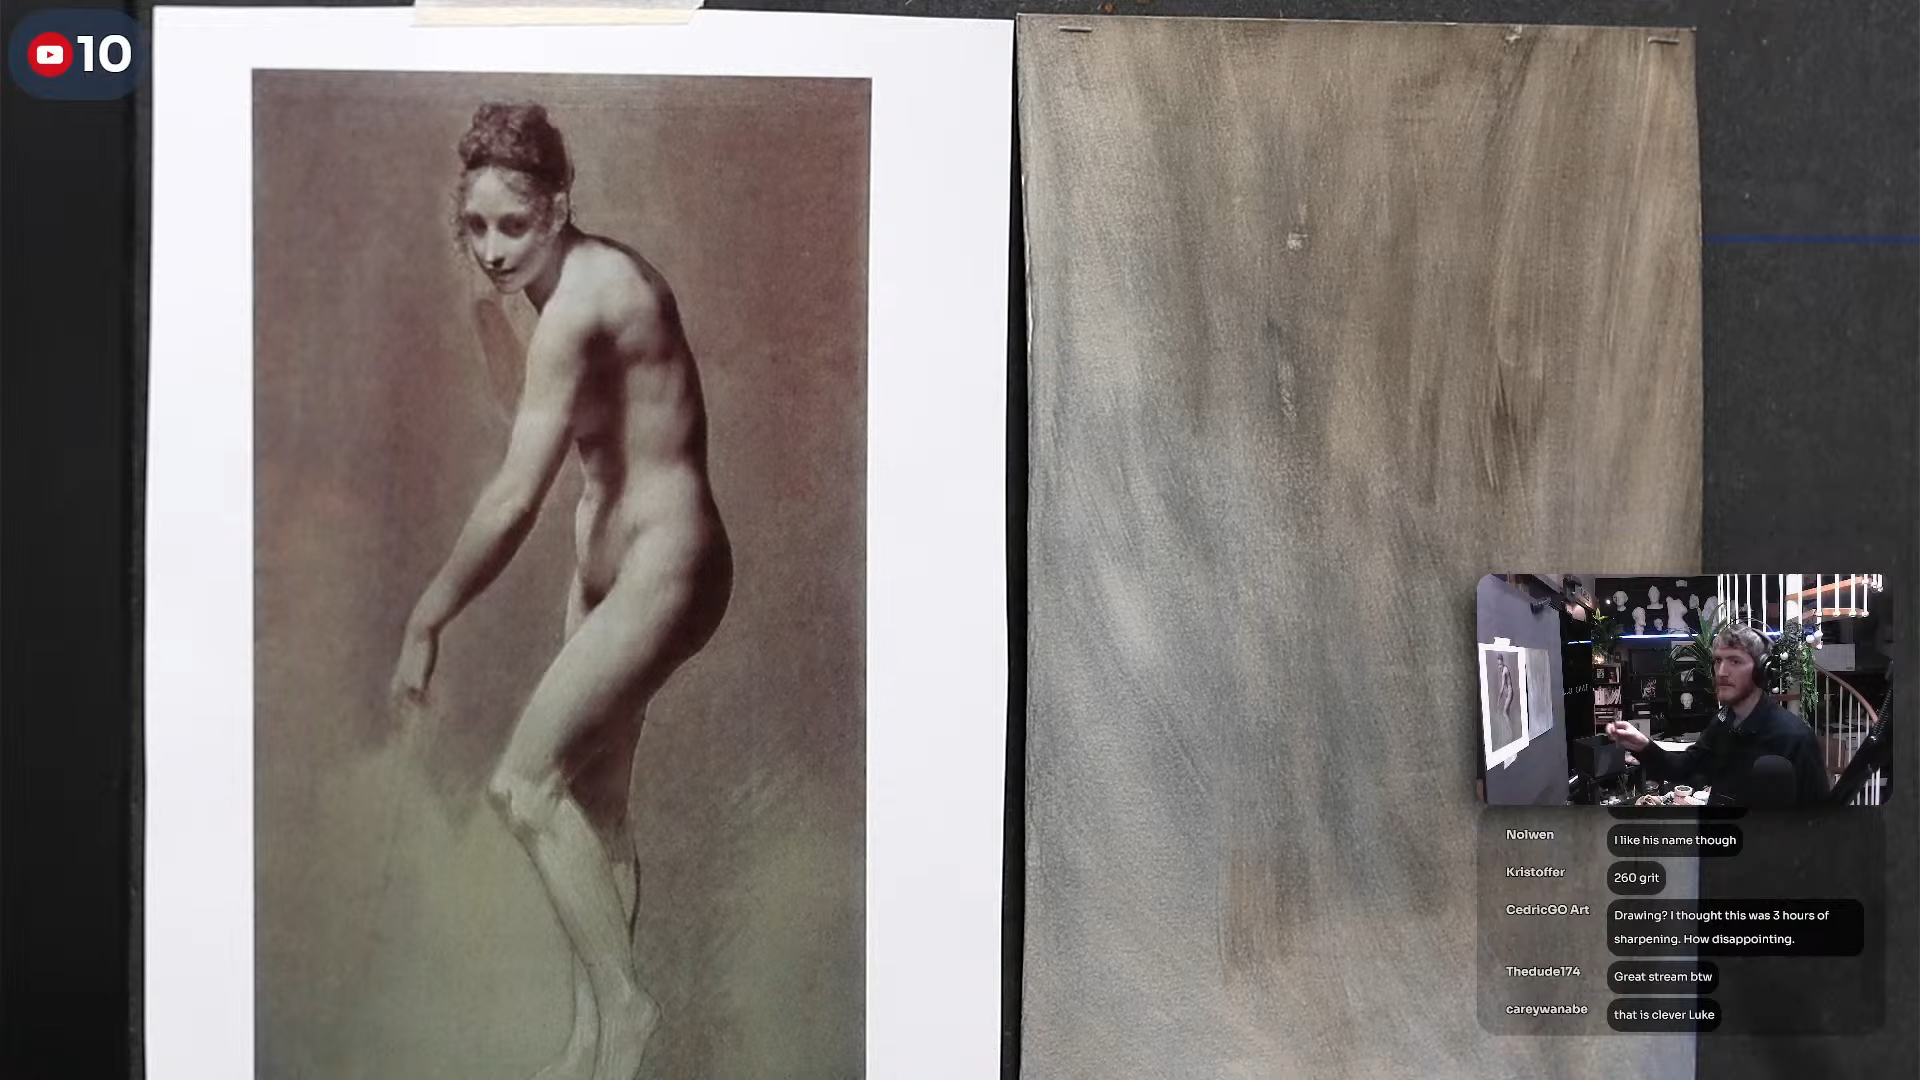 10
Nolwen
I like his name though
Kristoffer
260 grit
CedricGO Art
Drawing? I thought this was 3 hours of
sharpening. How disappointing.
Thedude174
Great stream btw
careywanabe
that is clever Luke